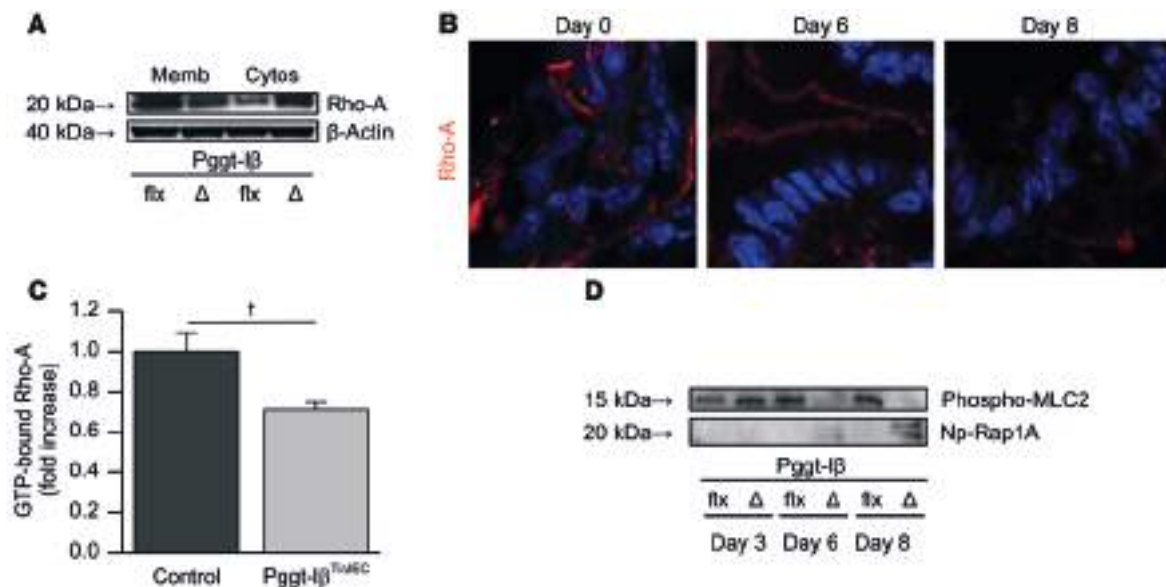 A
Memb Cytos
20 kDa→ Rho-A
40 kDa→ β-Actin
Pggt-Iβ
flx Δ flx Δ
B
Day 0 Day 6 Day 8
Rho-A
C
GTP-bound Rho-A
(fold increase)
1.2
1.0
0.8
0.6
0.4
0.2
0.0
†
Control Pggt-Iβ
D
15 kDa→ Phospho-MLC2
20 kDa→ Np-Rap1A
Pggt-Iβ
flx Δ flx Δ flx Δ
Day 3 Day 6 Day 8